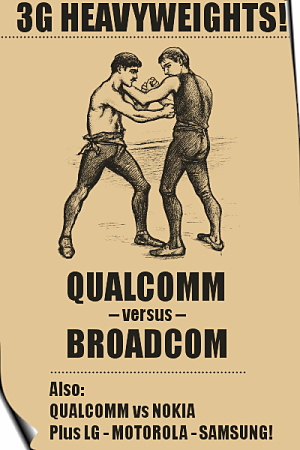 3G HEAVYWEIGHTS!
QUALCOMM
– versus –
BROADCOM
Also:
QUALCOMM vs NOKIA
Plus LG - MOTOROLA - SAMSUNG!